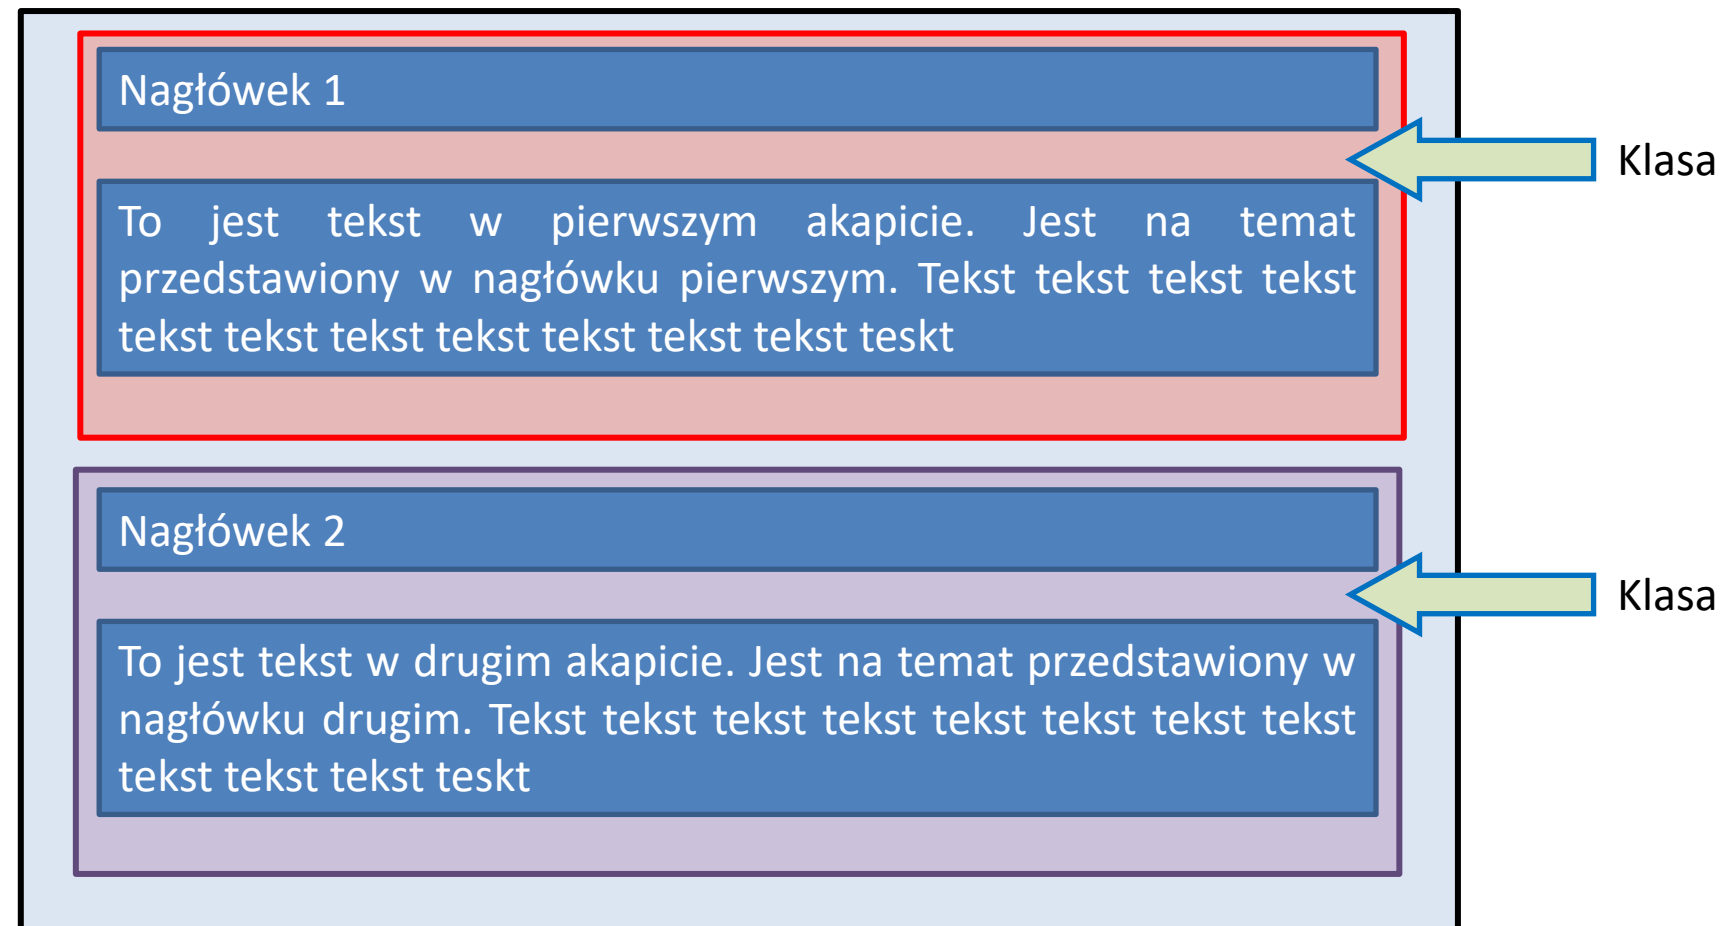 Nagłówek 1
Klasa
To jest tekst w pierwszym akapicie. Jest na temat
przedstawiony w nagłówku pierwszym. Tekst tekst tekst tekst
tekst tekst tekst tekst tekst tekst tekst teskt
Nagłówek 2
Klasa
To jest tekst w drugim akapicie. Jest na temat przedstawiony w
nagłówku drugim. Tekst tekst tekst tekst tekst tekst tekst tekst
tekst tekst tekst teskt